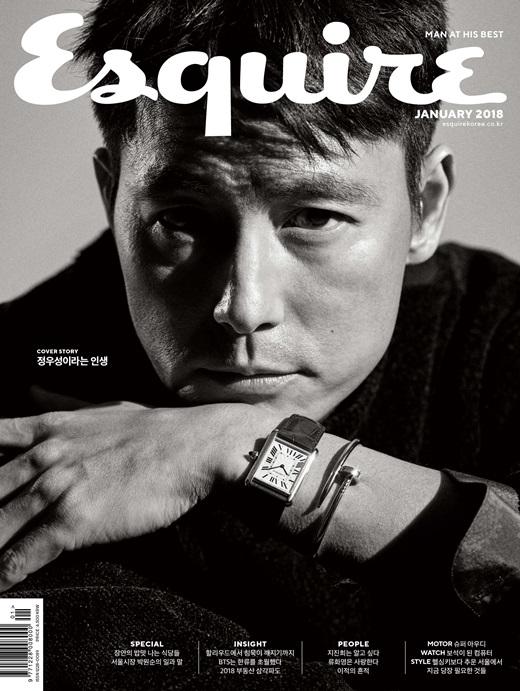 MAN AT HIS BEST
Esquire
JANUARY 2018
esquirekorea.co.kr
COVER STORY
정우성이라는 인생
SPECIAL
장안의 밥맛 나는 식당들
서울시장 박원순의 일과 말
INSIGHT
할리우드에서 침묵이 깨지기까지
BTS는 한류를 초월했다
2018 부동산 삼각파도
PEOPLE
지진희는 알고 싶다
류화영은 사랑한다
이적의 흔적
MOTOR 슈퍼 아우디
WATCH 보석이 된 컴퓨터
STYLE 헬싱키보다 추운 서울에서
지금 당장 필요한 것들
01